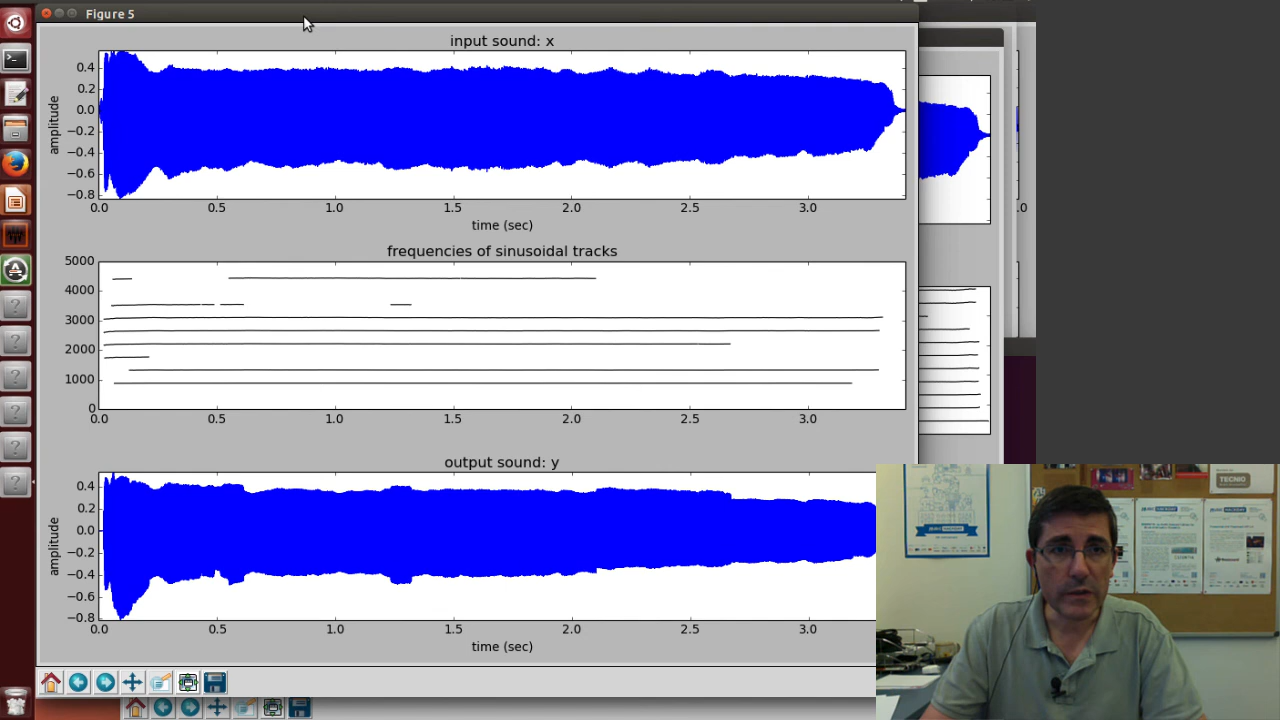 Figure 5
input sound: x
amplitude
0.4
0.2
0.0
−0.2
−0.4
−0.6
−0.8
0.0 0.5 1.0 1.5 2.0 2.5 3.0
time (sec)
frequencies of sinusoidal tracks
5000
4000
3000
2000
1000
0
0.0 0.5 1.0 1.5 2.0 2.5 3.0
output sound: y
amplitude
0.4
0.2
0.0
−0.2
−0.4
−0.6
−0.8
0.0 0.5 1.0 1.5 2.0 2.5 3.0
time (sec)
TECNIO